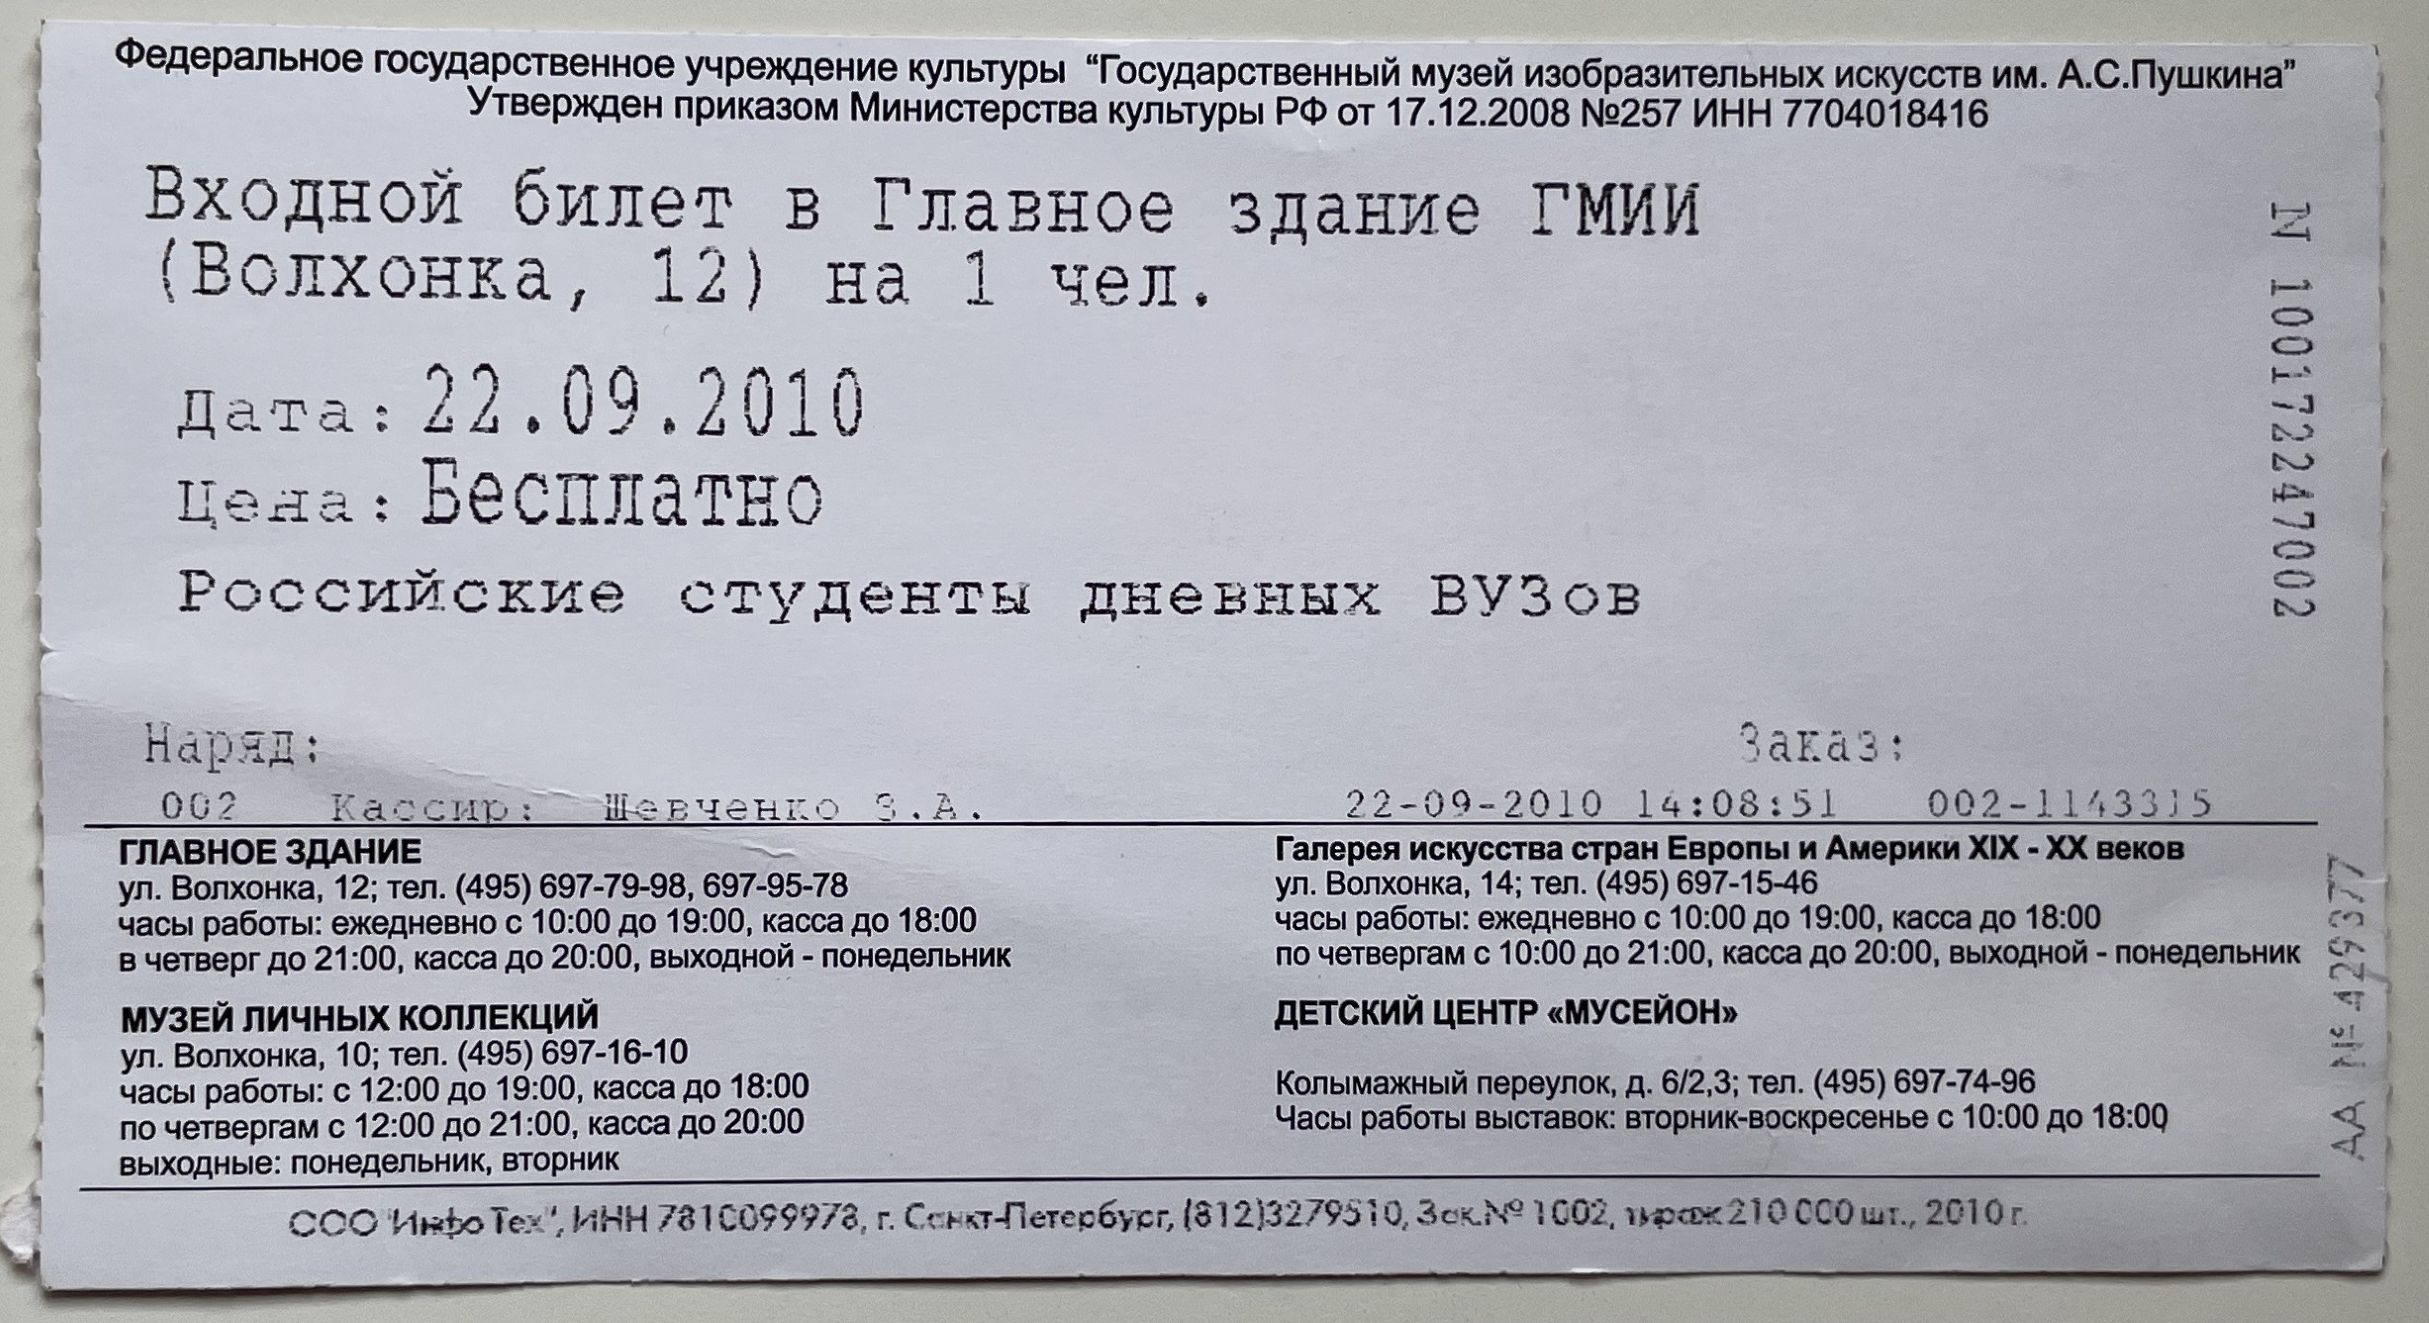 Федеральное государственное учреждение культуры “Государственный музей изобразительных искусств им. А.С.Пушкина”
Утвержден приказом Министерства культуры РФ от 17.12.2008 №257 ИНН 7704018416
Входной билет в Главное здание ГМИИ
(Волхонка, 12) на 1 чел.
Дата: 22.09.2010
Цена: Бесплатно
Российские студенты дневных ВУЗов
N 100172247002
Наряд:
Заказ:
002 Кассир: Шевченко З.А. 22-09-2010 14:08:51 002-1143315
ГЛАВНОЕ ЗДАНИЕ
ул. Волхонка, 12; тел. (495) 697-79-98, 697-95-78
часы работы: ежедневно с 10:00 до 19:00, касса до 18:00
в четверг до 21:00, касса до 20:00, выходной - понедельник
Галерея искусства стран Европы и Америки XIX - XX веков
ул. Волхонка, 14; тел. (495) 697-15-46
часы работы: ежедневно с 10:00 до 19:00, касса до 18:00
по четвергам с 10:00 до 21:00, касса до 20:00, выходной - понедельник
МУЗЕЙ ЛИЧНЫХ КОЛЛЕКЦИЙ
ул. Волхонка, 10; тел. (495) 697-16-10
часы работы: с 12:00 до 19:00, касса до 18:00
по четвергам с 12:00 до 21:00, касса до 20:00
выходные: понедельник, вторник
ДЕТСКИЙ ЦЕНТР «МУСЕЙОН»
Колымажный переулок, д. 6/2,3; тел. (495) 697-74-96
Часы работы выставок: вторник-воскресенье с 10:00 до 18:00
АА № 429377
ООО "ИнфоТех", ИНН 7810099978, г. Санкт-Петербург, (812)3279510, Зак.№ 1002, тираж 210 000 шт., 2010 г.